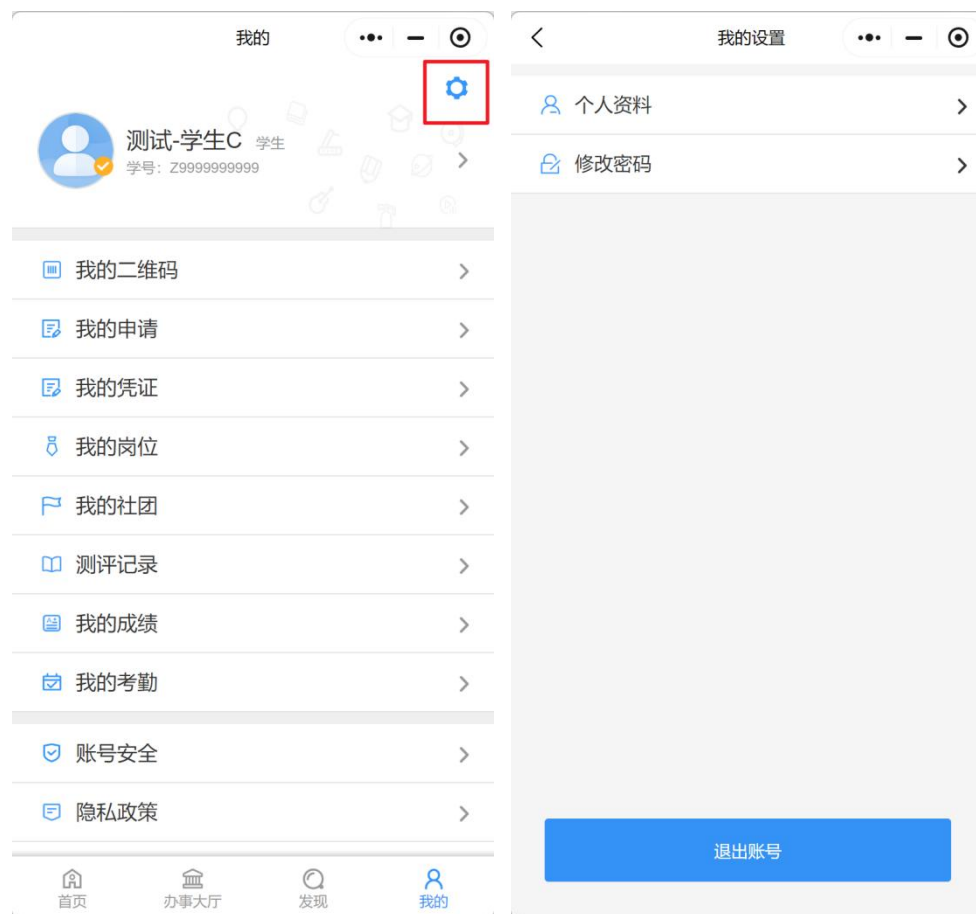 我的
测试-学生C 学生
学号: Z9999999999
我的二维码
我的申请
我的凭证
我的岗位
我的社团
测评记录
我的成绩
我的考勤
账号安全
隐私政策
首页 办事大厅 发现 我的
我的设置
个人资料
修改密码
退出账号